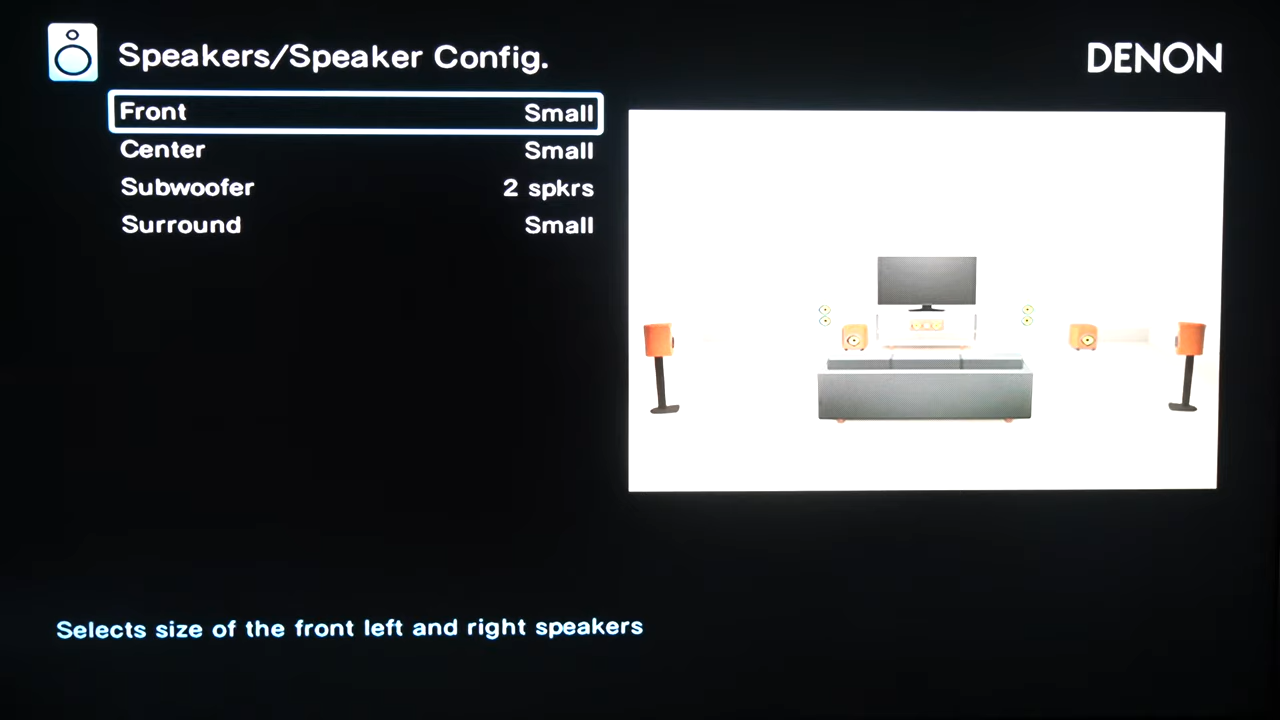 Speakers/Speaker Config.
DENON
Front Small
Center Small
Subwoofer 2 spkrs
Surround Small
Selects size of the front left and right speakers